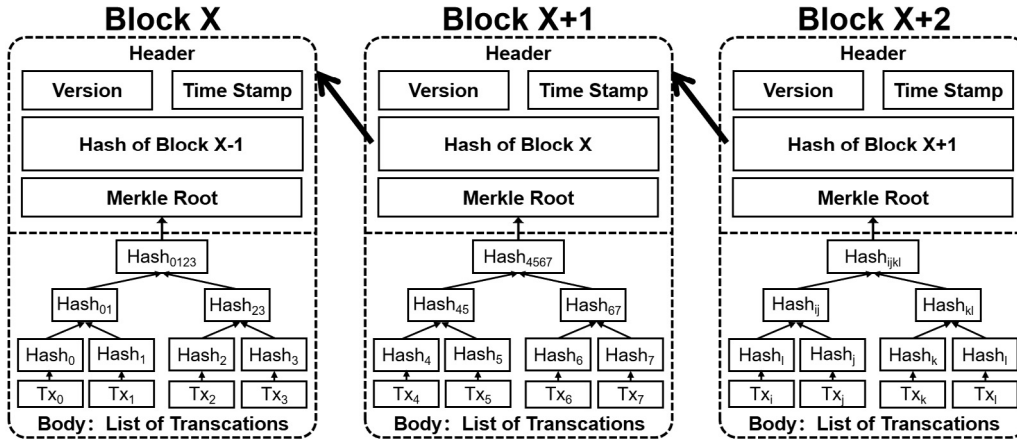 Block X
Block X+1
Block X+2
Header
Header
Header
Version
Time Stamp
Version
Time Stamp
Version
Time Stamp
Hash of Block X-1
Hash of Block X
Hash of Block X+1
Merkle Root
Merkle Root
Merkle Root
Hash0123
Hash4567
Hashijkl
Hash01
Hash23
Hash45
Hash67
Hashij
Hashkl
Hash0
Hash1
Hash2
Hash3
Hash4
Hash5
Hash6
Hash7
Hashl
Hashj
Hashk
Hashl
Tx0
Tx1
Tx2
Tx3
Tx4
Tx5
Tx6
Tx7
Txi
Txj
Txk
Txl
Body：List of Transcations
Body：List of Transcations
Body：List of Transcations